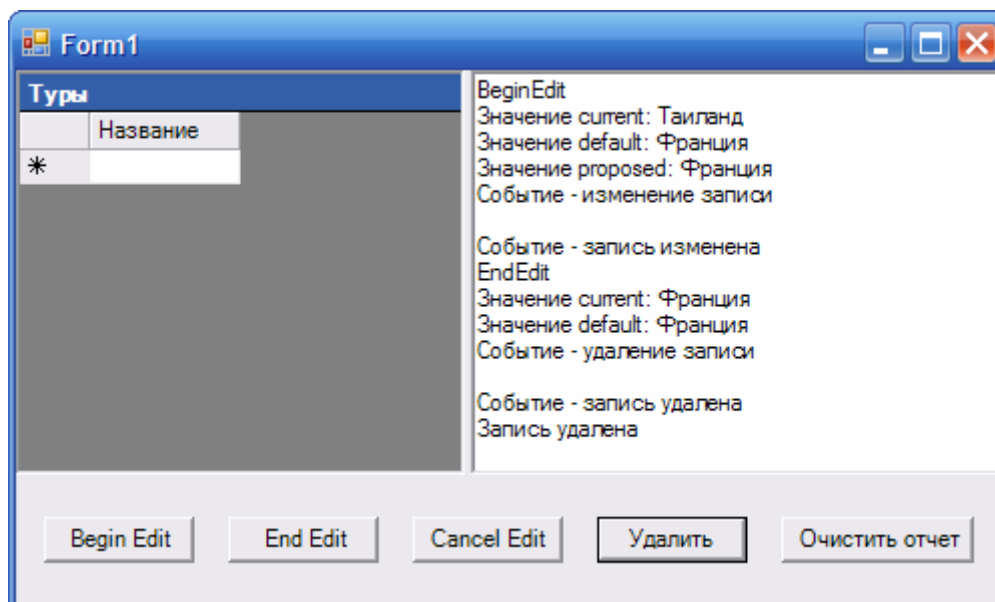 Form1
Туры
Название
*
BeginEdit
Значение current: Таиланд
Значение default: Франция
Значение proposed: Франция
Событие - изменение записи
Событие - запись изменена
EndEdit
Значение current: Франция
Значение default: Франция
Событие - удаление записи
Событие - запись удалена
Запись удалена
Begin Edit
End Edit
Cancel Edit
Удалить
Очистить отчет